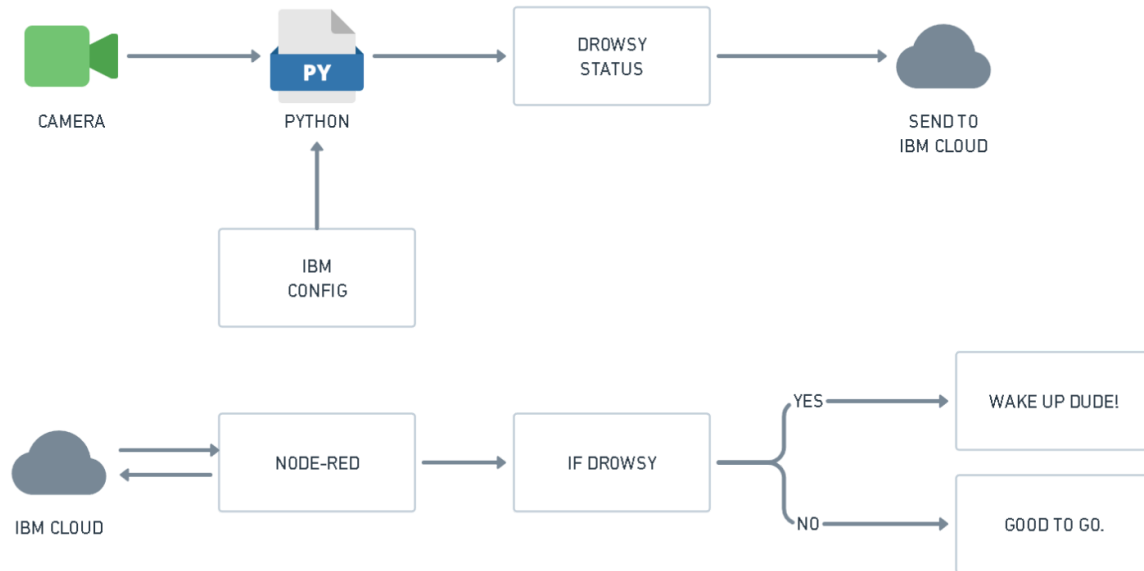 PY
DROWSY
STATUS
CAMERA
PYTHON
SEND TO
IBM CLOUD
IBM
CONFIG
YES
WAKE UP DUDE!
NODE-RED
IF DROWSY
IBM CLOUD
NO
GOOD TO GO.